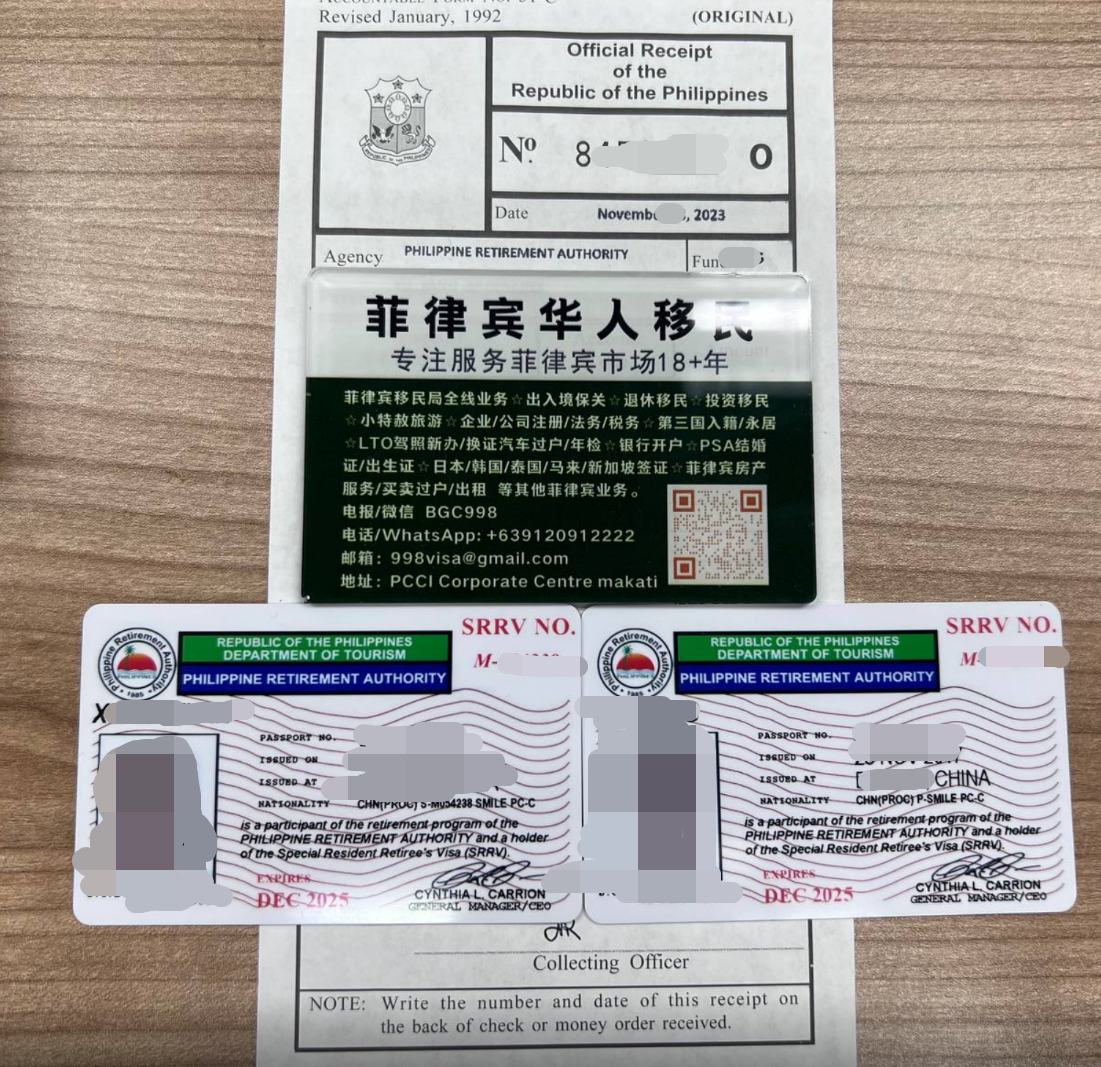 Revised January, 1992
(ORIGINAL)
Official Receipt
of the
Republic of the Philippines
REPUBLIC OF THE PHILIPPINES
Nº. 8 O
Date 2023
Agency PHILIPPINE RETIREMENT AUTHORITY
菲律宾华人移民
专注服务菲律宾市场18+年
菲律宾移民局全线业务☆出入境保关☆退休移民☆投资移民
☆小特赦旅游☆企业/公司注册/法务/税务☆第三国入籍/永居
☆LTO驾照新办/换证汽车过户/年检☆银行开户☆PSA结婚
证/出生证☆日本/韩国/泰国/马来/新加坡签证☆菲律宾房产
服务/买卖过户/出租 等其他菲律宾业务。
电报/微信 BGC998
电话/WhatsApp: +639120912222
邮箱: 998visa@gmail.com
地址: PCCI Corporate Centre makati
Philippine Retirement Authority
1985
REPUBLIC OF THE PHILIPPINES
DEPARTMENT OF TOURISM
PHILIPPINE RETIREMENT AUTHORITY
SRRV NO.
PASSPORT NO.
ISSUED ON
ISSUED AT
NATIONALITY SMILE PC-C
is a participant of the retirement program of the
PHILIPPINE RETIREMENT AUTHORITY and a holder
of the Special Resident Retiree's Visa (SRRV).
EXPIRES
DEC 2025
CYNTHIA L. CARRION
GENERAL MANAGER/CEO
Philippine Retirement Authority
1985
REPUBLIC OF THE PHILIPPINES
DEPARTMENT OF TOURISM
PHILIPPINE RETIREMENT AUTHORITY
SRRV NO.
PASSPORT NO.
ISSUED ON
ISSUED AT CHINA
NATIONALITY CHN(PROC) P-SMILE PC-C
is a participant of the retirement program of the
PHILIPPINE RETIREMENT AUTHORITY and a holder
of the Special Resident Retiree's Visa (SRRV).
EXPIRES
DEC 2025
CYNTHIA L. CARRION
GENERAL MANAGER/CEO
Collecting Officer
NOTE: Write the number and date of this receipt on
the back of check or money order received.